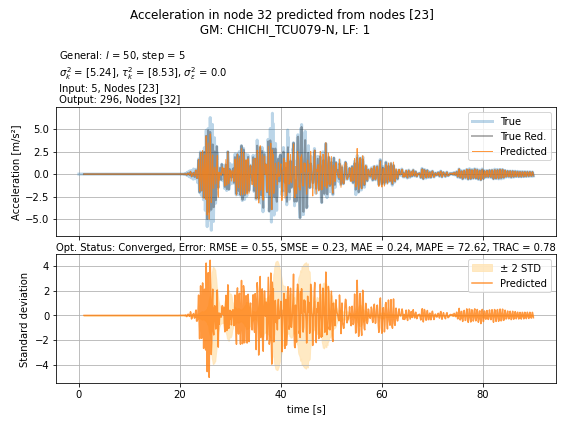 Acceleration in node 32 predicted from nodes [23]
GM: CHICHI_TCU079-N, LF: 1
General: l = 50, step = 5
σ²ₖ = [5.24], τ²ₖ = [8.53], σ²ε = 0.0
Input: 5, Nodes [23]
Output: 296, Nodes [32]
Acceleration [m/s²]
5.0
2.5
0.0
−2.5
−5.0
True
True Red.
Predicted
Opt. Status: Converged, Error: RMSE = 0.55, SMSE = 0.23, MAE = 0.24, MAPE = 72.62, TRAC = 0.78
Standard deviation
4
2
0
−2
−4
± 2 STD
Predicted
0 20 40 60 80
time [s]